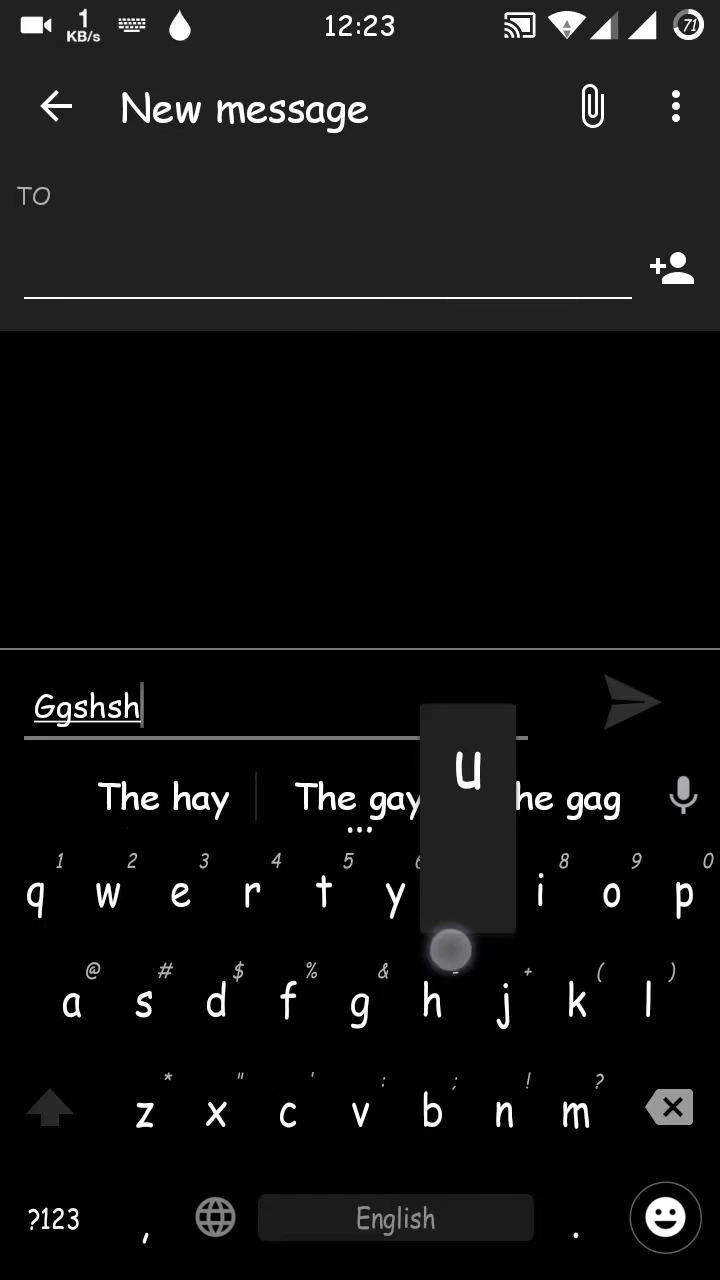 1 KB/s 12:23 71
New message
TO
Ggshsh
The hay The gay he gag
u
1 2 3 4 5 6 8 9 0
q w e r t y i o p
@ # $ % & - + ( )
a s d f g h j k l
* " ' : ; ! ?
z x c v b n m
?123 , English .